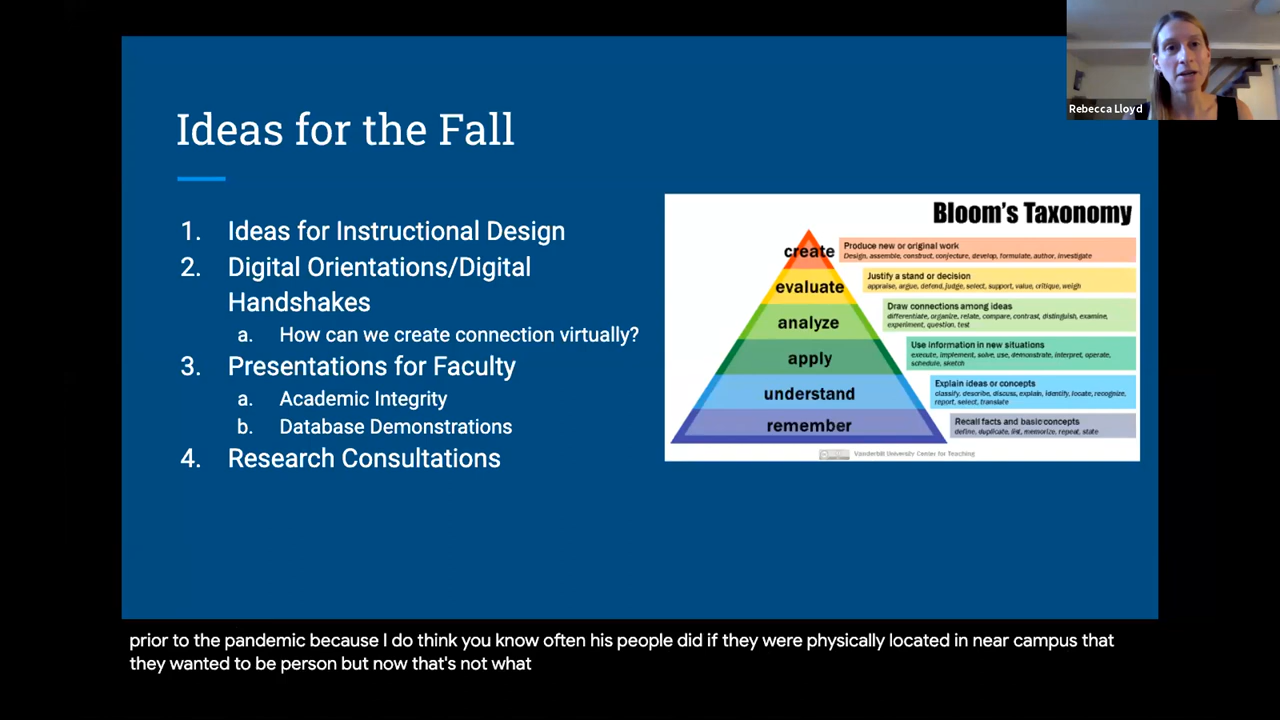 Rebecca Lloyd
Ideas for the Fall
1. Ideas for Instructional Design
2. Digital Orientations/Digital
Handshakes
a. How can we create connection virtually?
3. Presentations for Faculty
a. Academic Integrity
b. Database Demonstrations
4. Research Consultations
Bloom's Taxonomy
create
Produce new or original work
Design, assemble, construct, conjecture, develop, formulate, author, investigate
evaluate
Justify a stand or decision
appraise, argue, defend, judge, select, support, value, critique, weigh
analyze
Draw connections among ideas
differentiate, organize, relate, compare, contrast, distinguish, examine,
experiment, question, test
apply
Use information in new situations
execute, implement, solve, use, demonstrate, interpret, operate,
schedule, sketch
understand
Explain ideas or concepts
classify, describe, discuss, explain, identify, locate, recognize,
report, select, translate
remember
Recall facts and basic concepts
define, duplicate, list, memorize, repeat, state
Vanderbilt University Center for Teaching
prior to the pandemic because I do think you know often his people did if they were physically located in near campus that
they wanted to be person but now that's not what